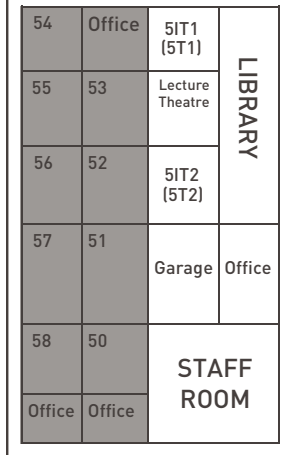 54
Office
5IT1
(5T1)
LIBRARY
55
53
Lecture
Theatre
56
52
5IT2
(5T2)
57
51
Garage
Office
58
50
STAFF
ROOM
Office
Office